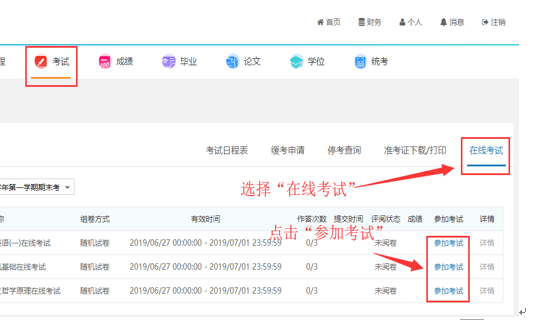 首页 财务 个人 消息 注销
程 考试 成绩 毕业 论文 学位 统考
考试日程表 缓考申请 停考查询 准考证下载/打印 在线考试
年第一学期期末考
选择“在线考试”
组卷方式 有效时间 作答次数 提交时间 评阅状态 成绩 参加考试 详情
点击“参加考试”
语(一)在线考试 随机试卷 2019/06/27 00:00:00 - 2019/07/01 23:59:59 0/3 未阅卷 参加考试 详情
基础在线考试 随机试卷 2019/06/27 00:00:00 - 2019/07/01 23:59:59 0/3 未阅卷 参加考试 详情
哲学原理在线考试 随机试卷 2019/06/27 00:00:00 - 2019/07/01 23:59:59 0/3 未阅卷 参加考试 详情